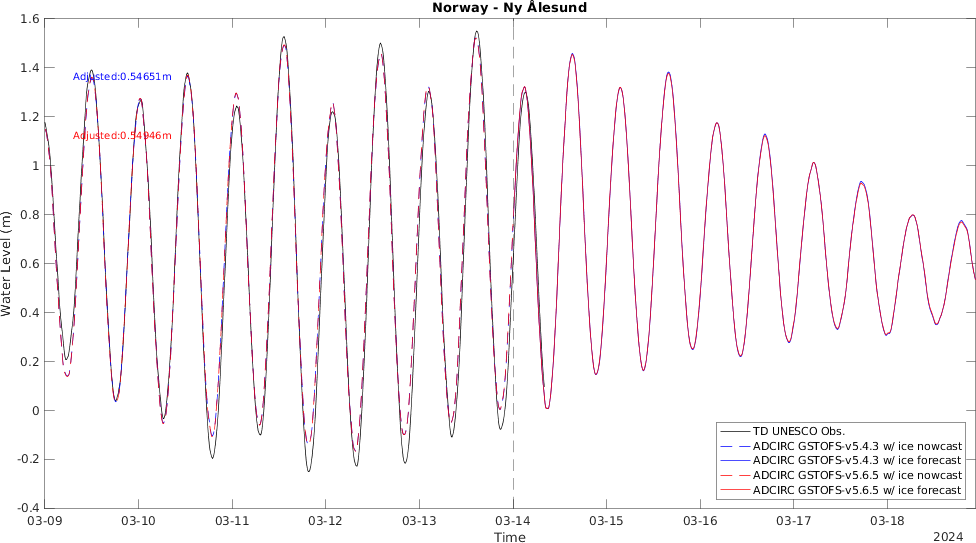 Norway - Ny Ålesund
1.6
1.4
1.2
1
0.8
0.6
0.4
0.2
0
-0.2
-0.4
Water Level (m)
Adjusted:0.54651m
Adjusted:0.54946m
TD UNESCO Obs.
ADCIRC GSTOFS-v5.4.3 w/ ice nowcast
ADCIRC GSTOFS-v5.4.3 w/ ice forecast
ADCIRC GSTOFS-v5.6.5 w/ ice nowcast
ADCIRC GSTOFS-v5.6.5 w/ ice forecast
03-09 03-10 03-11 03-12 03-13 03-14 03-15 03-16 03-17 03-18
Time
2024